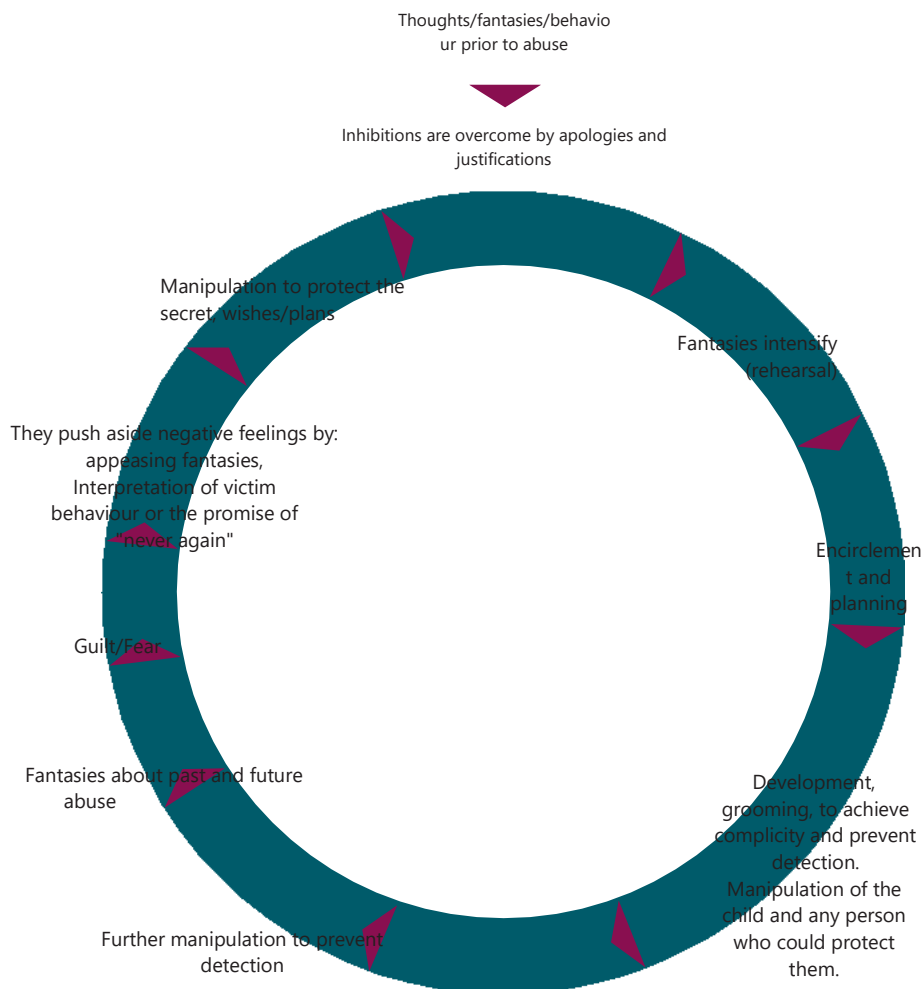 Thoughts/fantasies/behavio
ur prior to abuse
Inhibitions are overcome by apologies and
justifications
Fantasies intensify
(rehearsal)
Encirclemen
t and
planning
Development,
grooming, to achieve
complicity and prevent
detection.
Manipulation of the
child and any person
who could protect
them.
Further manipulation to prevent
detection
Fantasies about past and future
abuse
Guilt/Fear
They push aside negative feelings by:
appeasing fantasies,
Interpretation of victim
behaviour or the promise of
"never again"
Manipulation to protect the
secret, wishes/plans